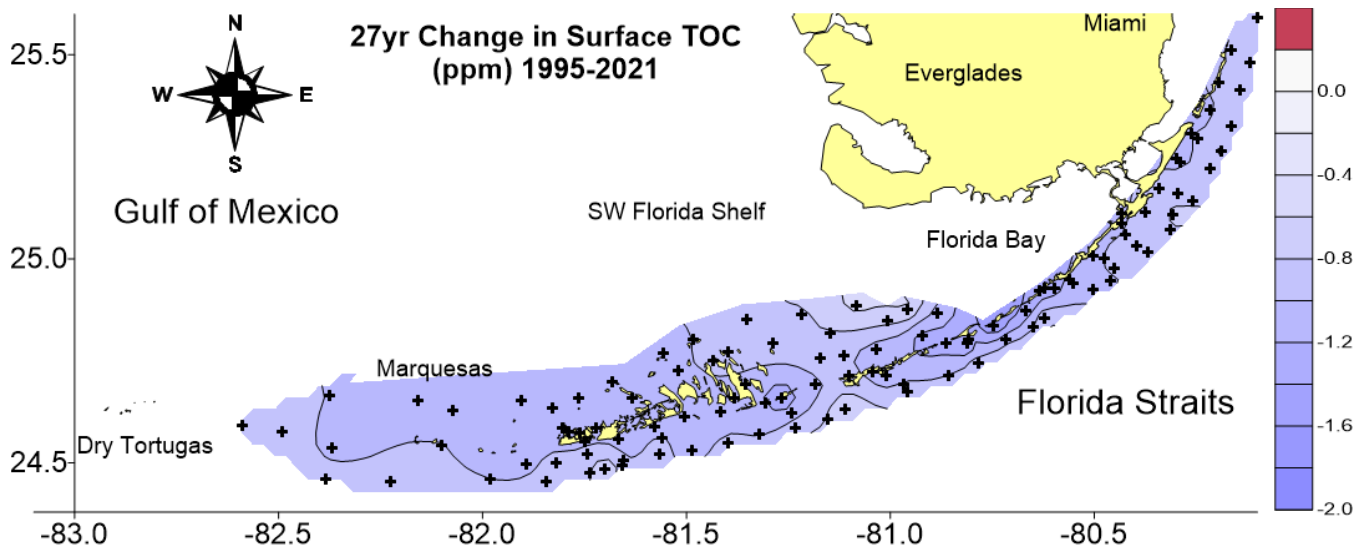 27yr Change in Surface TOC
(ppm) 1995-2021
N
W E
S
Miami
Everglades
Gulf of Mexico
SW Florida Shelf
Florida Bay
Marquesas
Dry Tortugas
Florida Straits
25.5
25.0
24.5
-83.0 -82.5 -82.0 -81.5 -81.0 -80.5
0.0
-0.4
-0.8
-1.2
-1.6
-2.0